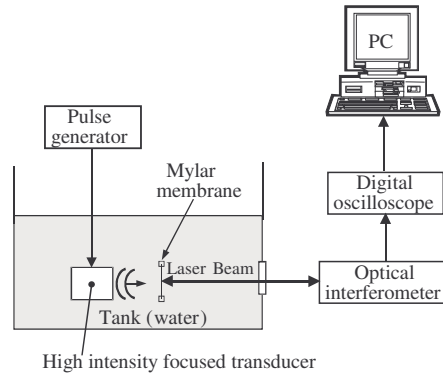 PC
Pulse
generator
Mylar
membrane
Digital
oscilloscope
Laser Beam
Optical
interferometer
Tank (water)
High intensity focused transducer